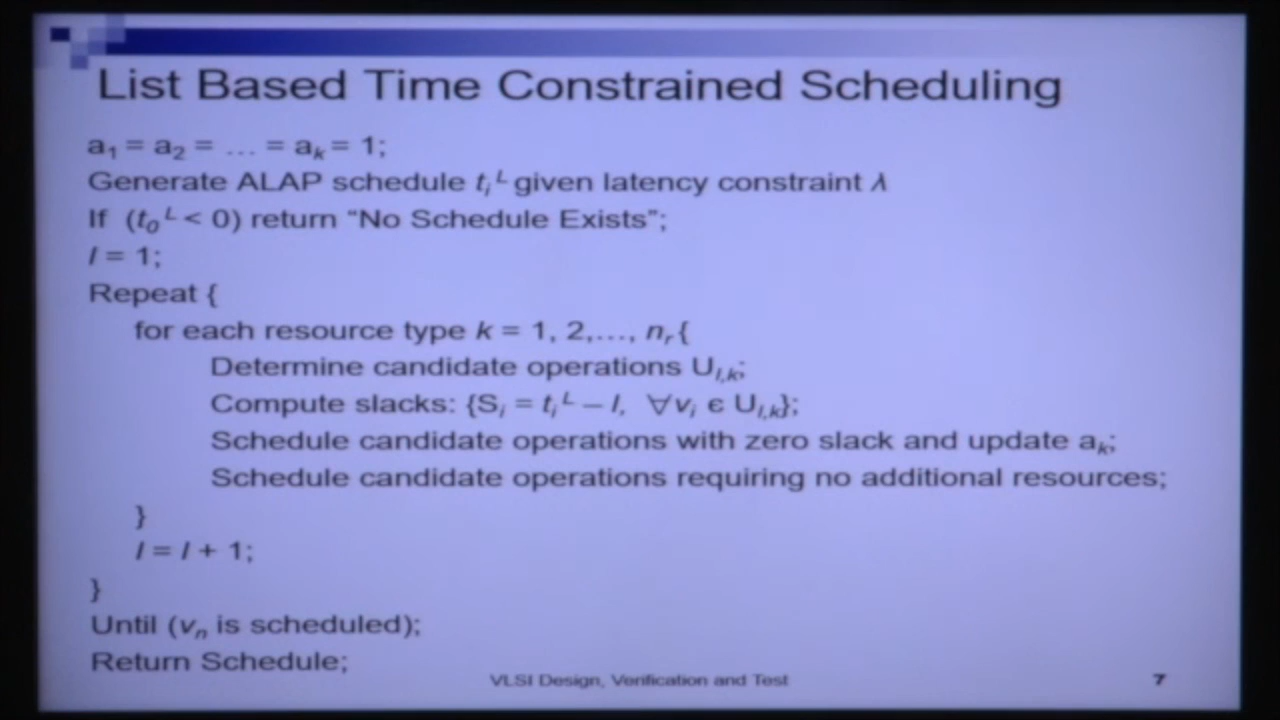 List Based Time Constrained Scheduling
a1 = a2 = … = ak = 1;
Generate ALAP schedule tiL given latency constraint λ
If (t0L < 0) return “No Schedule Exists”;
l = 1;
Repeat {
for each resource type k = 1, 2,…, nr{
Determine candidate operations Ul,k;
Compute slacks: {Si = tiL – l, ∀vi ϵ Ul,k};
Schedule candidate operations with zero slack and update ak;
Schedule candidate operations requiring no additional resources;
}
l = l + 1;
}
Until (vn is scheduled);
Return Schedule;
VLSI Design, Verification and Test 7